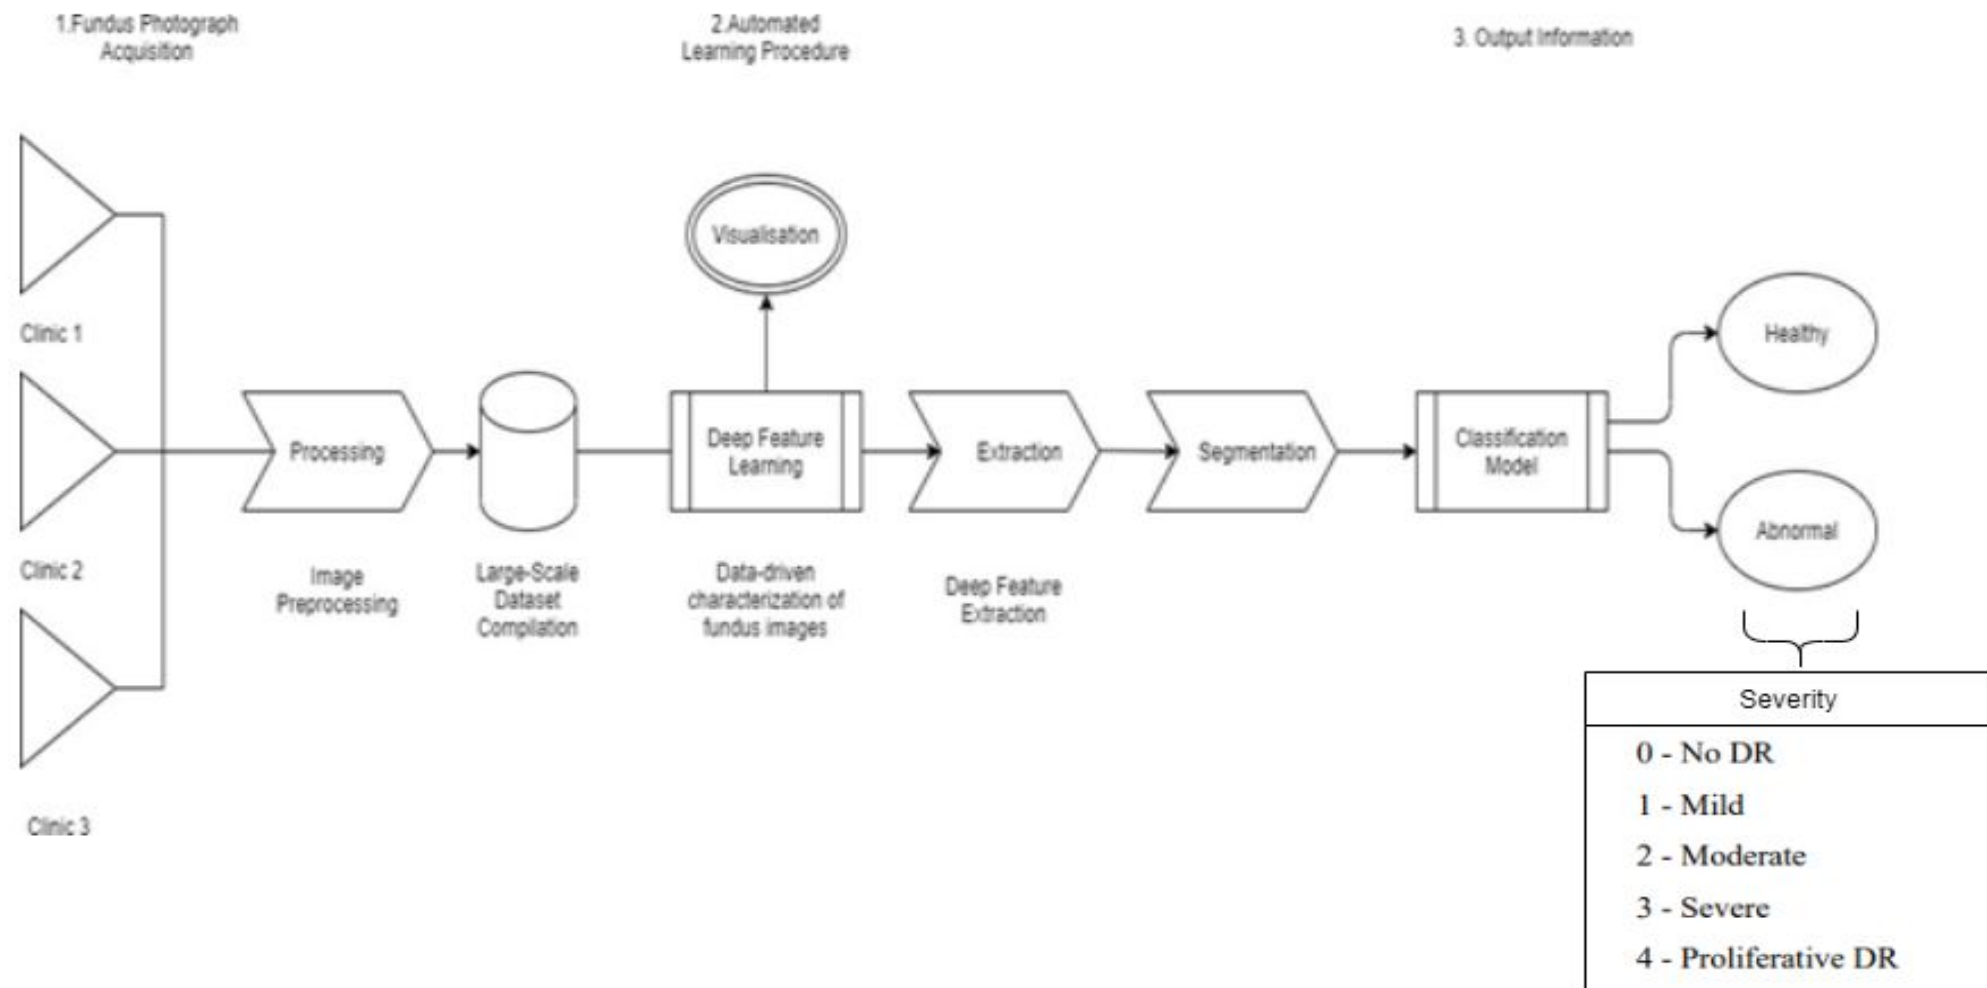 1.Fundus Photograph
Acquisition
2.Automated
Learning Procedure
3. Output Information
Visualisation
Clinic 1
Healthy
Processing
Deep Feature
Learning
Extraction
Segmentation
Classification
Model
Abnormal
Clinic 2
Image
Preprocessing
Large-Scale
Dataset
Compilation
Data-driven
characterization of
fundus images
Deep Feature
Extraction
Severity
0 - No DR
1 - Mild
2 - Moderate
3 - Severe
4 - Proliferative DR
Clinic 3